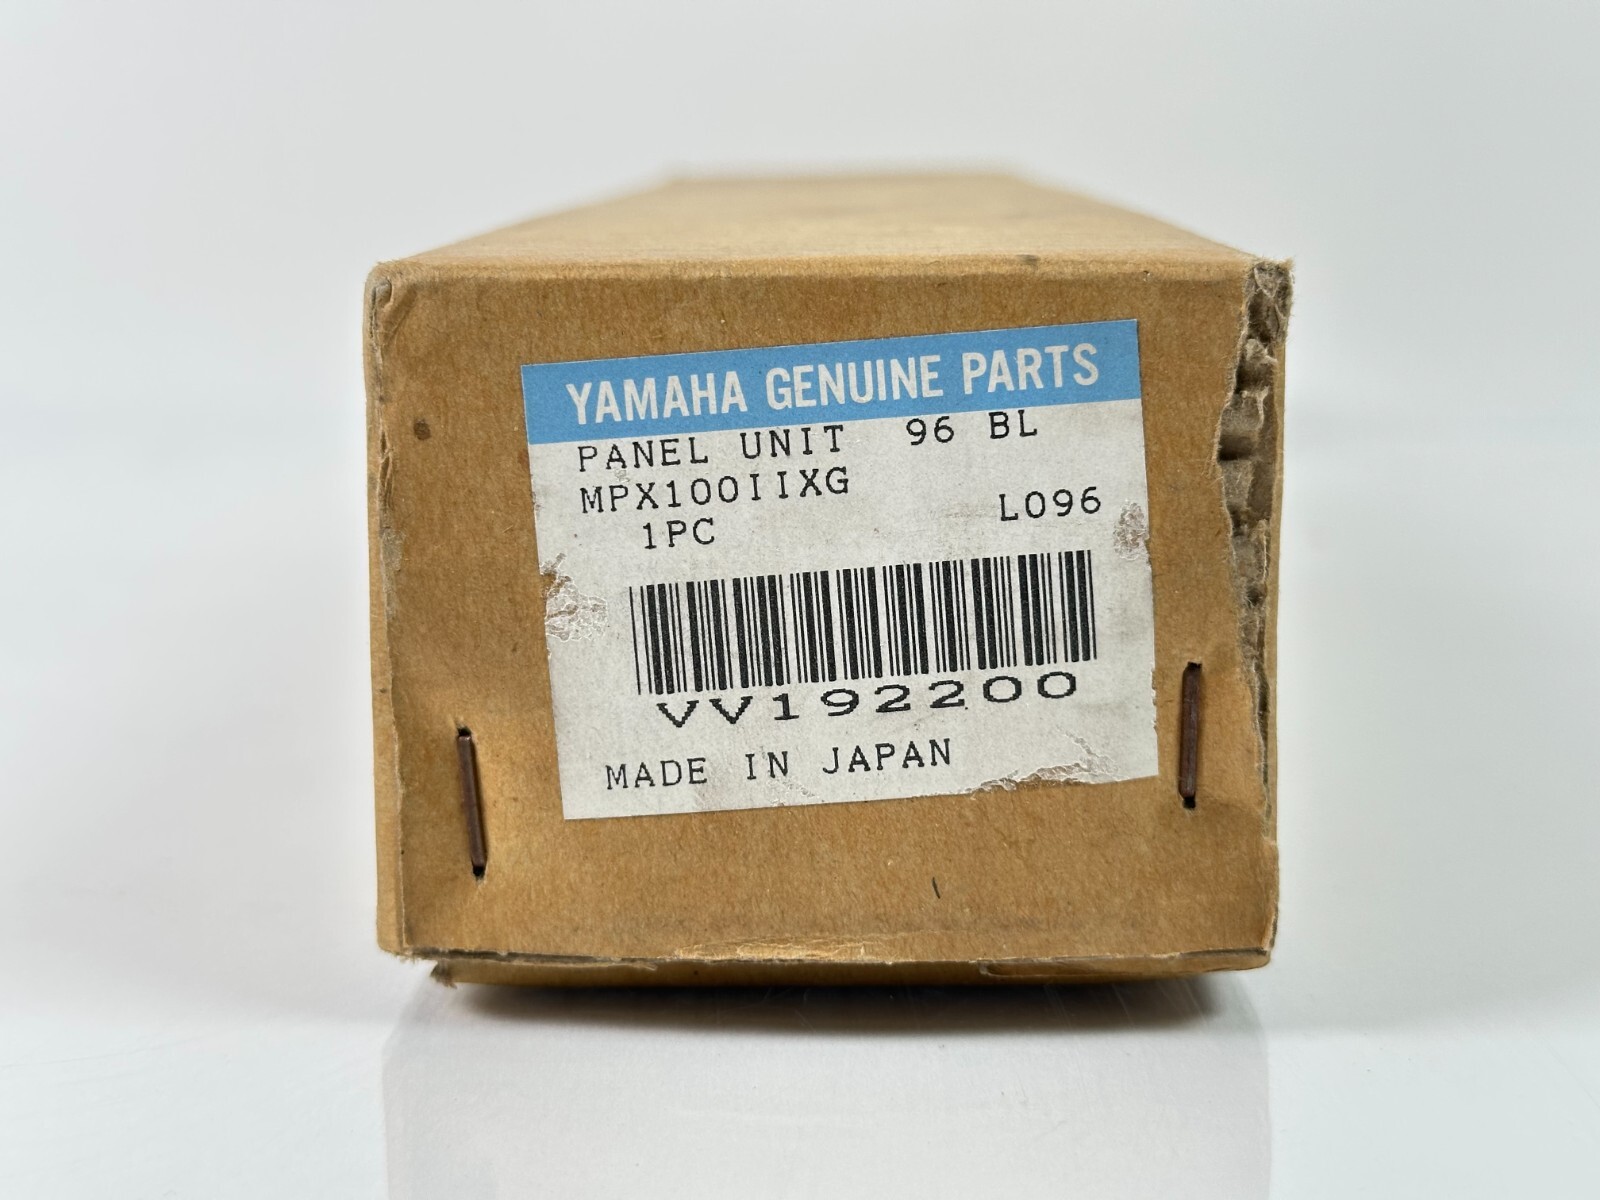 YAMAHA GENUINE PARTS
PANEL UNIT 96 BL
MPX100IIXG
1PC L096
VV192200
MADE IN JAPAN